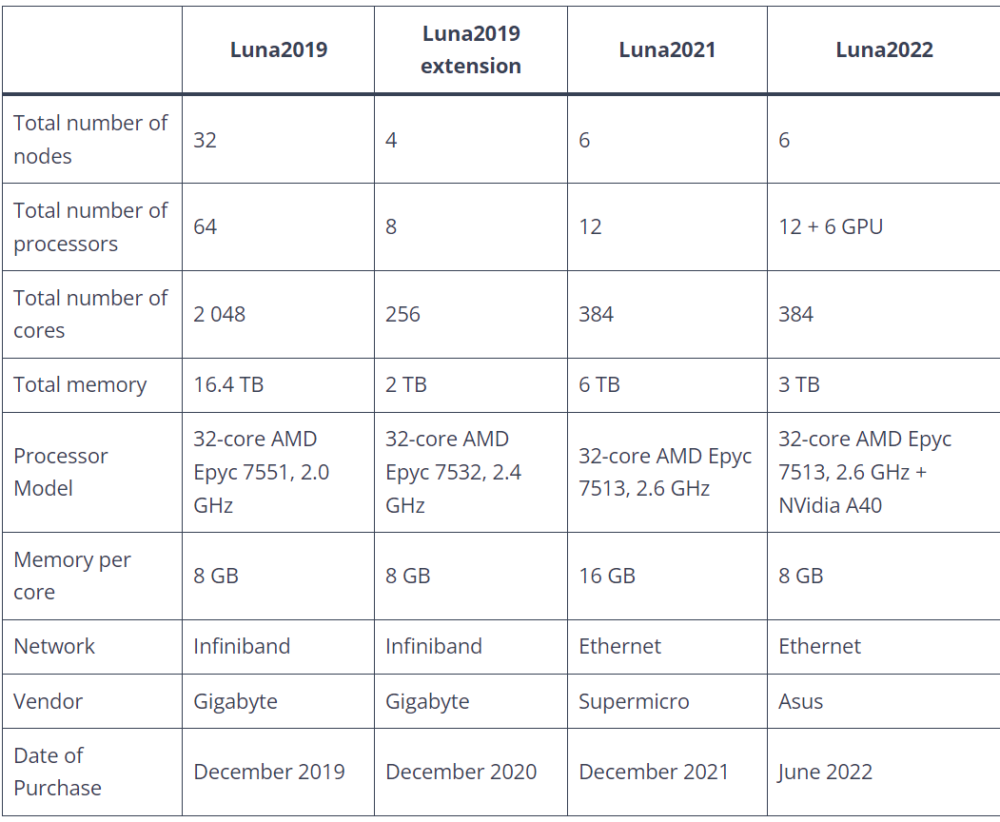 Luna2019
Luna2019
extension
Luna2021
Luna2022
Total number of
nodes
32
4
6
6
Total number of
processors
64
8
12
12 + 6 GPU
Total number of
cores
2 048
256
384
384
Total memory
16.4 TB
2 TB
6 TB
3 TB
Processor
Model
32-core AMD
Epyc 7551, 2.0
GHz
32-core AMD
Epyc 7532, 2.4
GHz
32-core AMD Epyc
7513, 2.6 GHz
32-core AMD Epyc
7513, 2.6 GHz +
NVidia A40
Memory per
core
8 GB
8 GB
16 GB
8 GB
Network
Infiniband
Infiniband
Ethernet
Ethernet
Vendor
Gigabyte
Gigabyte
Supermicro
Asus
Date of
Purchase
December 2019
December 2020
December 2021
June 2022